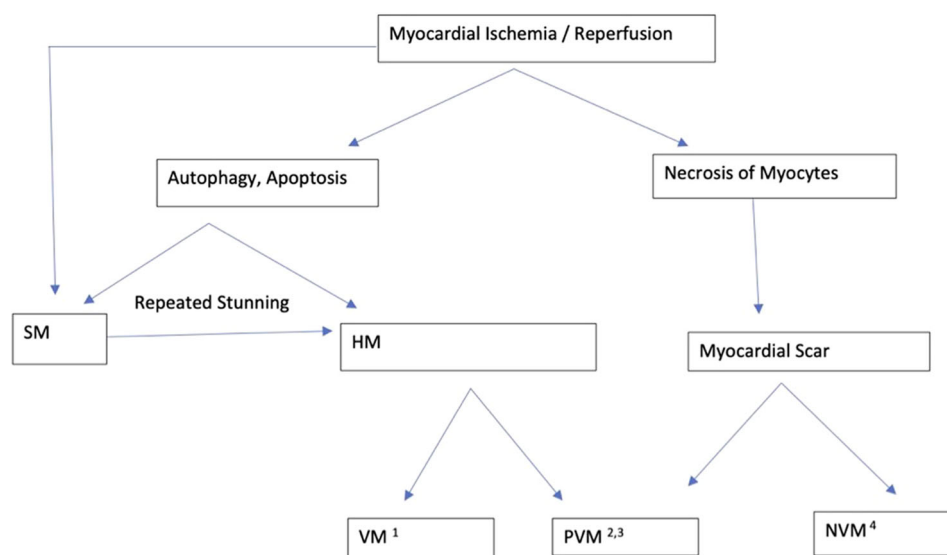 Myocardial Ischemia / Reperfusion
Autophagy, Apoptosis
Necrosis of Myocytes
Repeated Stunning
SM
HM
Myocardial Scar
VM 1
PVM 2,3
NVM 4